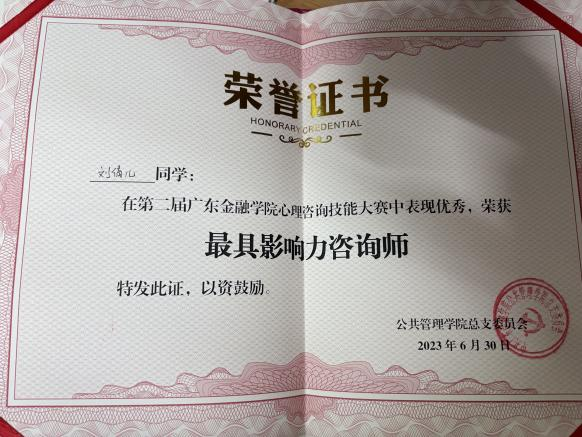 荣誉证书
HONORARY CREDENTIAL
刘倩儿同学：
在第二届广东金融学院心理咨询技能大赛中表现优秀，荣获
最具影响力咨询师
特发此证，以资鼓励。
公共管理学院总支委员会
2023年6月30日